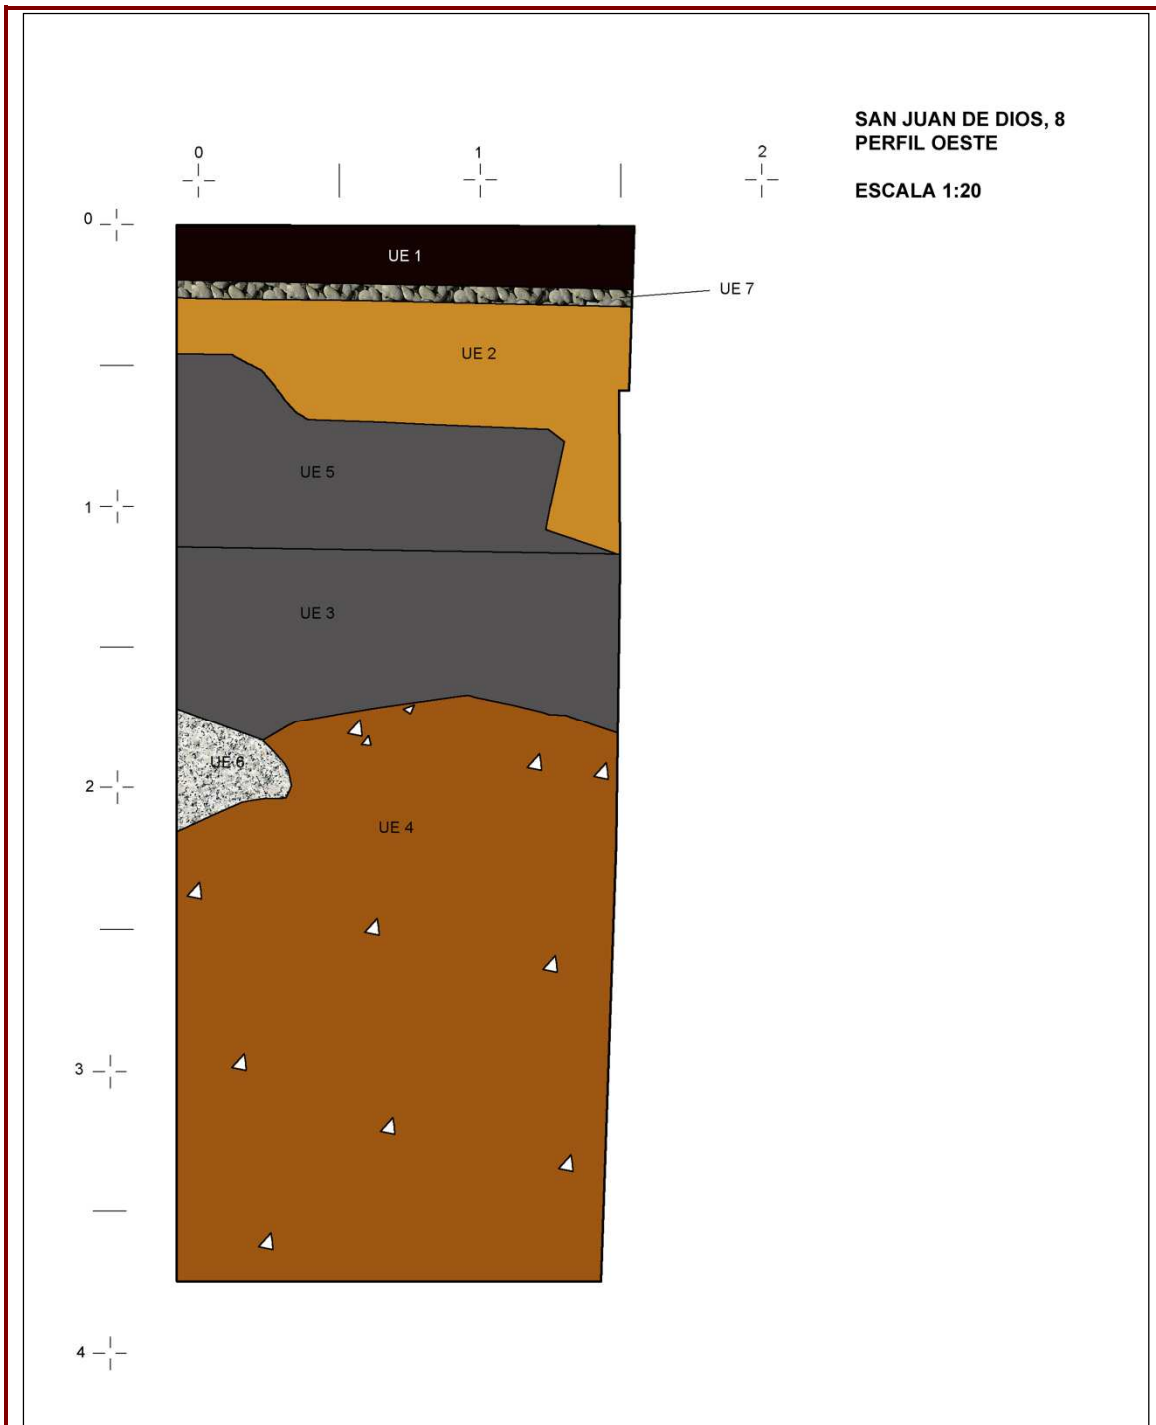 SAN JUAN DE DIOS, 8
PERFIL OESTE
ESCALA 1:20
0 1 2
0
UE 1
UE 7
UE 2
UE 5
1
UE 3
UE 6
2
UE 4
3
4